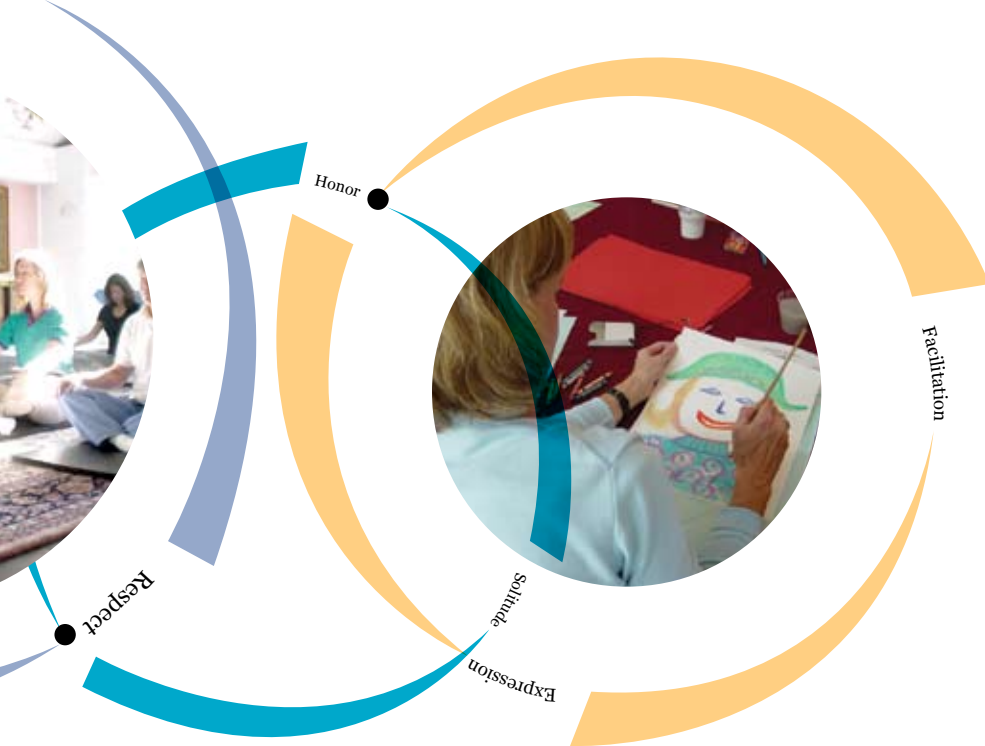 Honor
Facilitation
Respect
Solitude
Expression